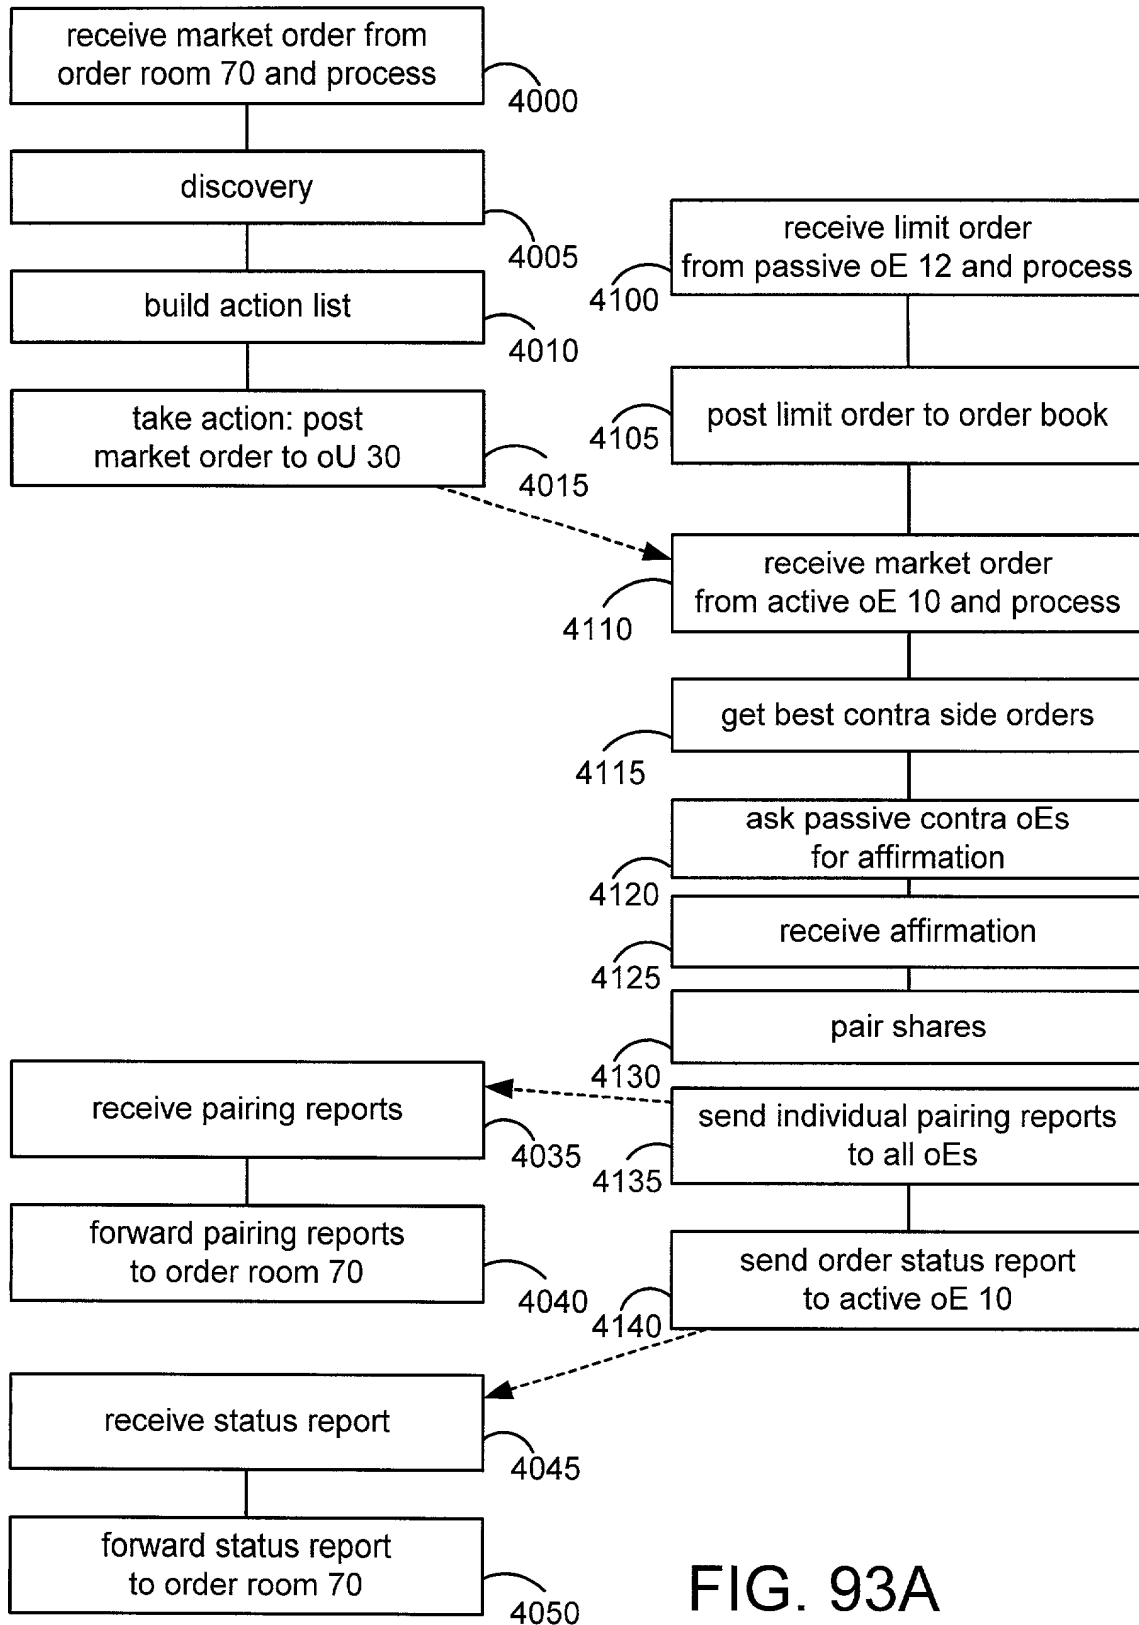 receive market order from
order room 70 and process
4000
discovery
4005
build action list
4010
take action: post
market order to oU 30
4015
receive limit order
from passive oE 12 and process
4100
post limit order to order book
4105
receive market order
from active oE 10 and process
4110
get best contra side orders
4115
ask passive contra oEs
for affirmation
4120
receive affirmation
4125
pair shares
4130
send individual pairing reports
to all oEs
4135
send order status report
to active oE 10
4140
receive pairing reports
4035
forward pairing reports
to order room 70
4040
receive status report
4045
forward status report
to order room 70
4050
FIG. 93A